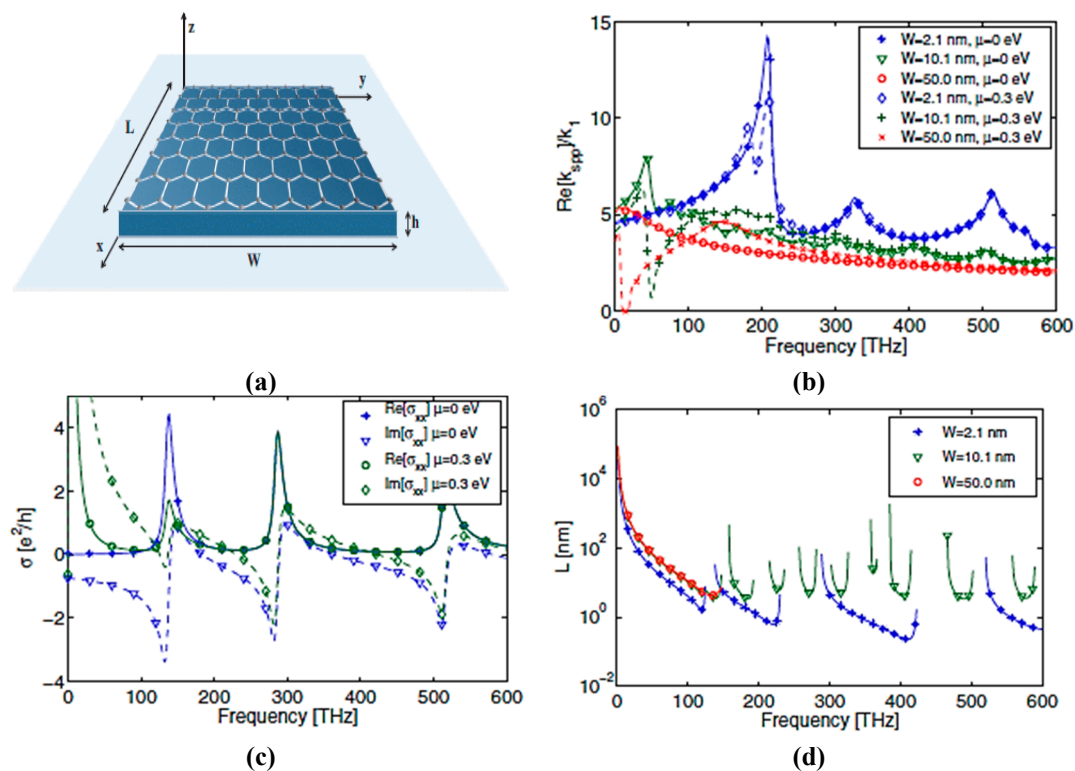 z
y
L
x
h
W
(a)
Re[k_spp]/k_1
15
10
5
0
0 100 200 300 400 500 600
Frequency [THz]
W=2.1 nm, μ=0 eV
W=10.1 nm, μ=0 eV
W=50.0 nm, μ=0 eV
W=2.1 nm, μ=0.3 eV
W=10.1 nm, μ=0.3 eV
W=50.0 nm, μ=0.3 eV
(b)
σ [e²/h]
4
2
0
-2
-4
0 100 200 300 400 500 600
Frequency [THz]
Re[σ_xx] μ=0 eV
Im[σ_xx] μ=0 eV
Re[σ_xx] μ=0.3 eV
Im[σ_xx] μ=0.3 eV
(c)
L [nm]
10^6
10^4
10^2
10^0
10^-2
0 100 200 300 400 500 600
Frequency [THz]
W=2.1 nm
W=10.1 nm
W=50.0 nm
(d)